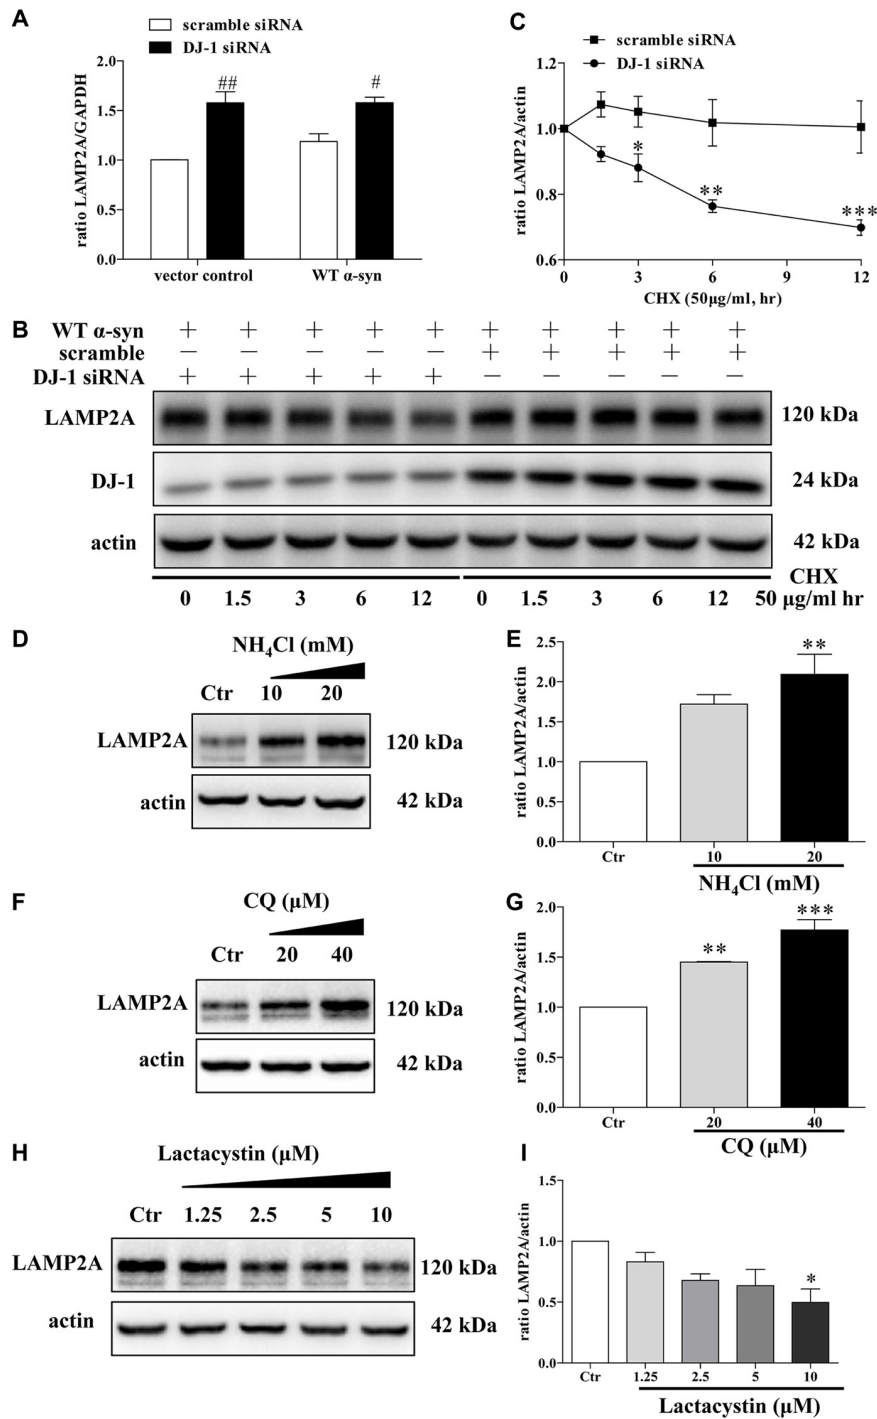 A
scramble siRNA
DJ-1 siRNA
ratio LAMP2A/GAPDH
2.0
1.5
1.0
0.5
0.0
##
#
vector control
WT α-syn
C
scramble siRNA
DJ-1 siRNA
ratio LAMP2A/actin
1.2
1.0
0.8
0.6
*
**
***
0 3 6 9 12
CHX (50μg/ml, hr)
B
WT α-syn + + + + + + + + + +
scramble − − − − − + + + + +
DJ-1 siRNA + + + + + − − − − −
LAMP2A 120 kDa
DJ-1 24 kDa
actin 42 kDa
CHX
0 1.5 3 6 12 0 1.5 3 6 12 50 μg/ml hr
D
NH4Cl (mM)
Ctr 10 20
LAMP2A 120 kDa
actin 42 kDa
E
ratio LAMP2A/actin
2.5
2.0
1.5
1.0
0.5
0.0
**
Ctr 10 20
NH4Cl (mM)
F
CQ (μM)
Ctr 20 40
LAMP2A 120 kDa
actin 42 kDa
G
ratio LAMP2A/actin
2.0
1.5
1.0
0.5
0.0
**
***
Ctr 20 40
CQ (μM)
H
Lactacystin (μM)
Ctr 1.25 2.5 5 10
LAMP2A 120 kDa
actin 42 kDa
I
ratio LAMP2A/actin
1.5
1.0
0.5
0.0
*
Ctr 1.25 2.5 5 10
Lactacystin (μM)